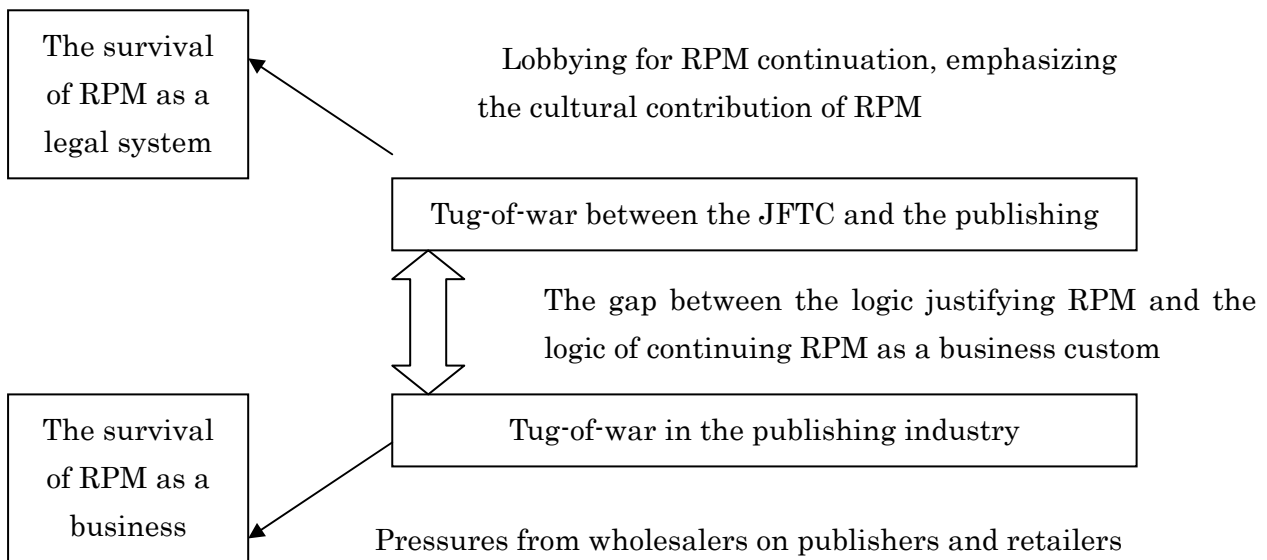 The survival
of RPM as a
legal system
Lobbying for RPM continuation, emphasizing
the cultural contribution of RPM
Tug-of-war between the JFTC and the publishing
The gap between the logic justifying RPM and the
logic of continuing RPM as a business custom
The survival
of RPM as a
business
Tug-of-war in the publishing industry
Pressures from wholesalers on publishers and retailers